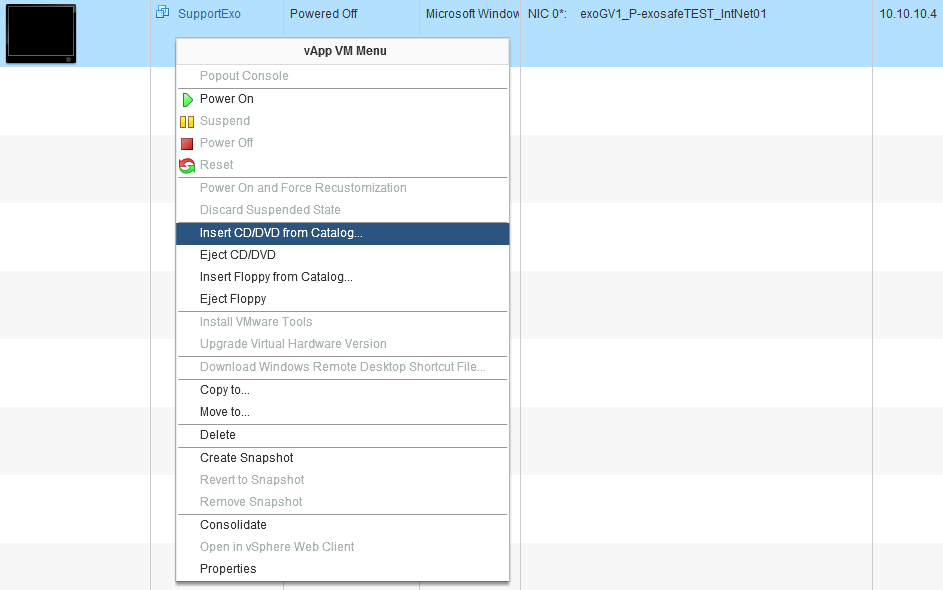 SupportExo Powered Off Microsoft Window NIC 0*: exoGV1_P-exosafeTEST_IntNet01 10.10.10.4
vApp VM Menu
Popout Console
Power On
Suspend
Power Off
Reset
Power On and Force Recustomization
Discard Suspended State
Insert CD/DVD from Catalog...
Eject CD/DVD
Insert Floppy from Catalog...
Eject Floppy
Install VMware Tools
Upgrade Virtual Hardware Version
Download Windows Remote Desktop Shortcut File...
Copy to...
Move to...
Delete
Create Snapshot
Revert to Snapshot
Remove Snapshot
Consolidate
Open in vSphere Web Client
Properties